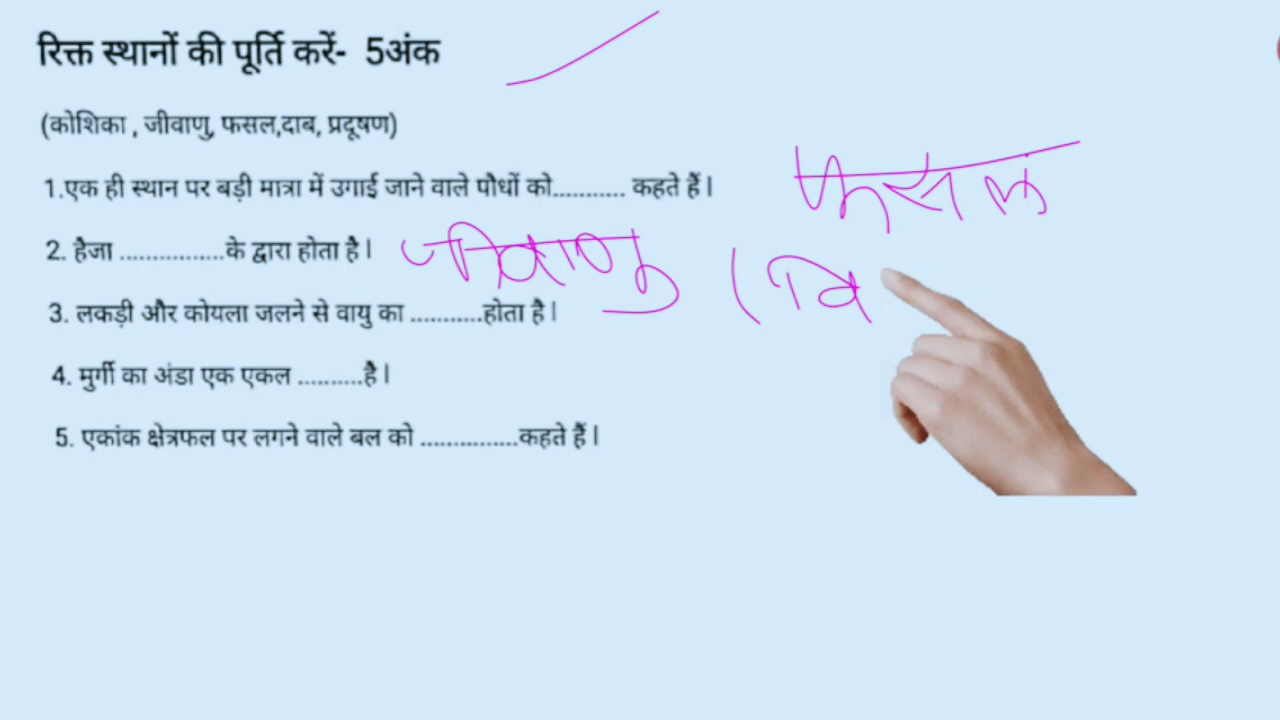 रिक्त स्थानों की पूर्ति करें- 5अंक
(कोशिका , जीवाणु, फसल,दाब, प्रदूषण)
1.एक ही स्थान पर बड़ी मात्रा में उगाई जाने वाले पौधों को........... कहते हैं।
फसल
2. हैजा ................के द्वारा होता है।
जीवाणु (वि
3. लकड़ी और कोयला जलने से वायु का ...........होता है।
4. मुर्गी का अंडा एक एकल ..........है।
5. एकांक क्षेत्रफल पर लगने वाले बल को ...............कहते हैं।